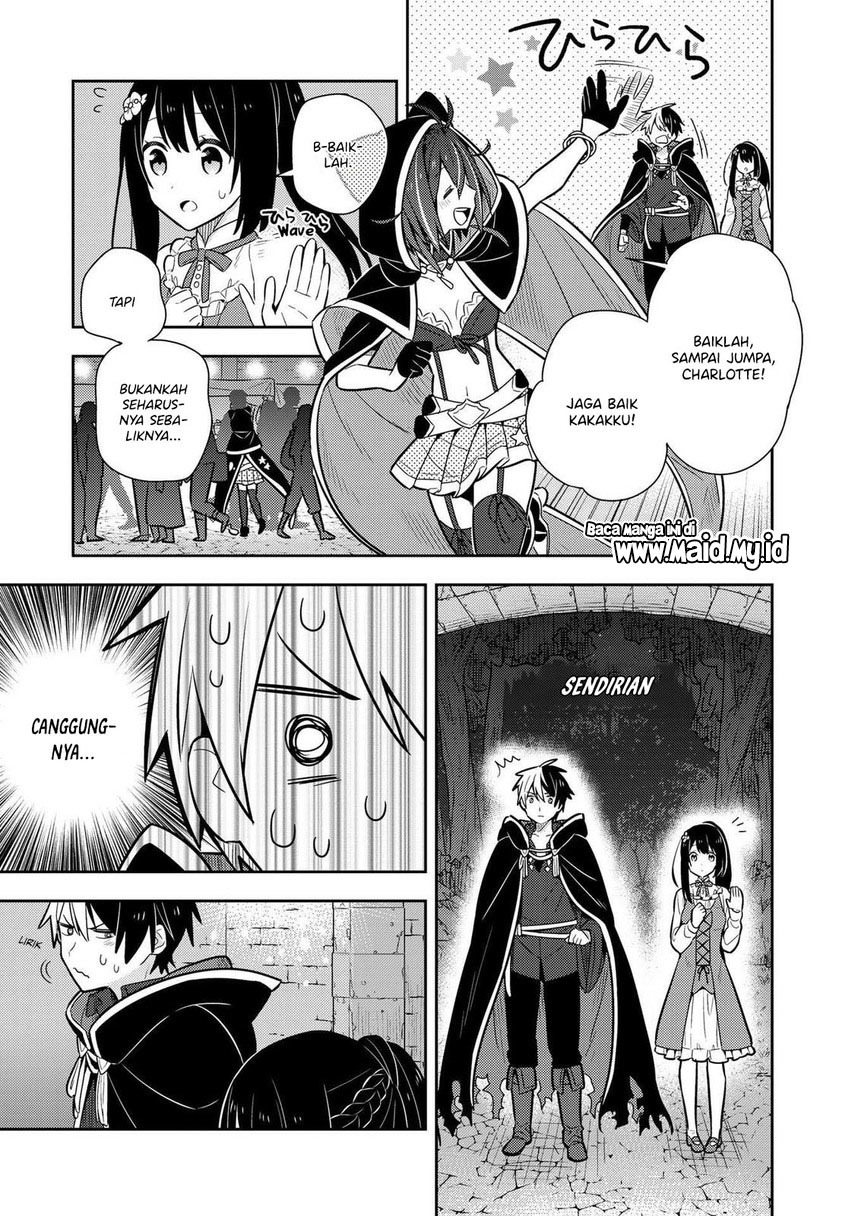 ひらひら
BAIKLAH,
SAMPAI JUMPA,
CHARLOTTE!
JAGA BAIK
KAKAKKU!
B-BAIK-
LAH.
ひらひら
Wave
TAPI
BUKANKAH
SEHARUS-
NYA SEBA-
LIKNYA...
Baca Manga ini di
www.Maid.My.id
SENDIRIAN
CANGGUNG-
NYA...
LIRIK